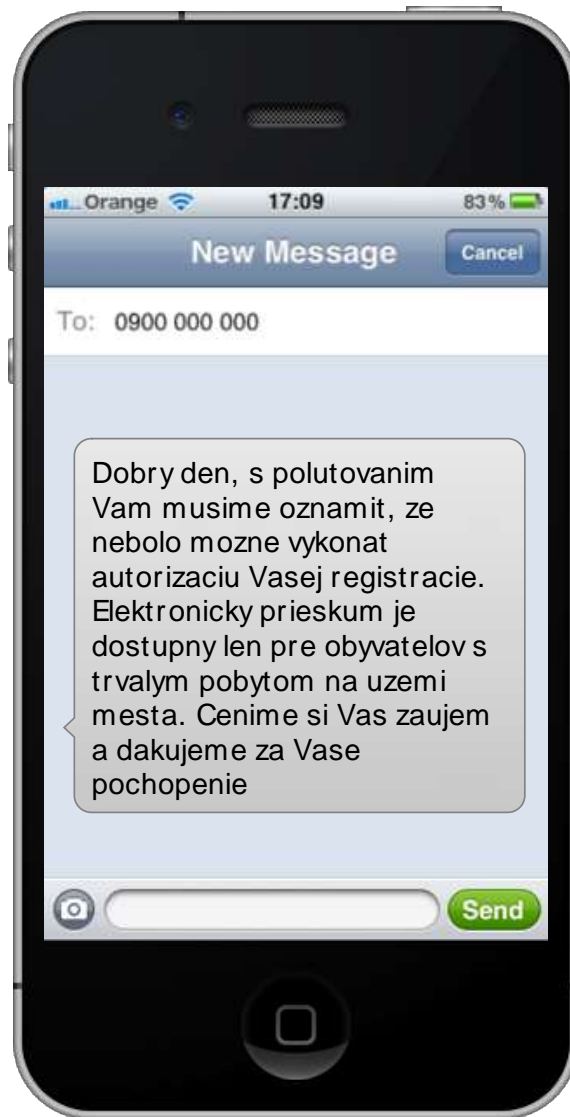 Orange 17:09 83%
New Message Cancel
To: 0900 000 000
Dobry den, s polutovanim
Vam musime oznamit, ze
nebolo mozne vykonat
autorizaciu Vasej registracie.
Elektronicky prieskum je
dostupny len pre obyvatelov s
trvalym pobytom na uzemi
mesta. Cenime si Vas zaujem
a dakujeme za Vase
pochopenie
Send